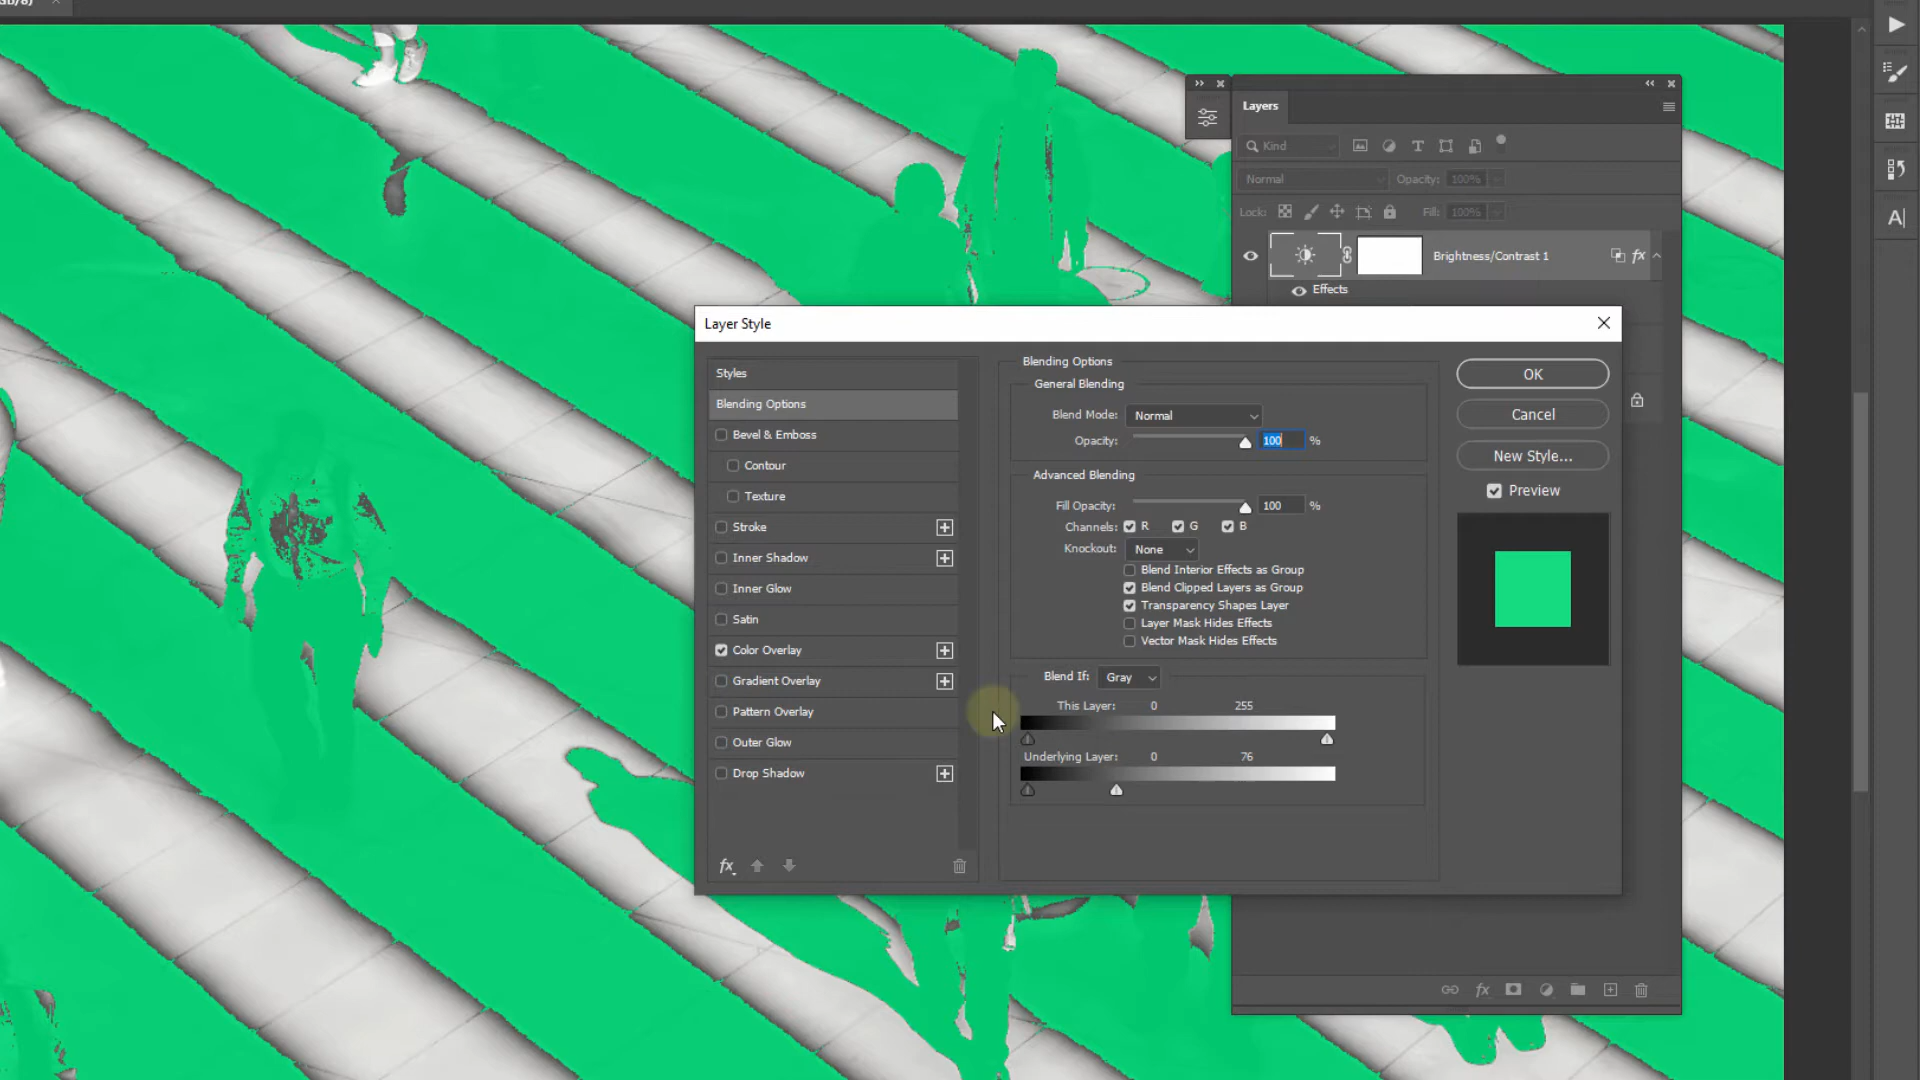 Layers
Kind
Normal
Opacity: 100%
Lock:
Fill: 100%
Brightness/Contrast 1
fx
Effects
Layer Style
Styles
Blending Options
Bevel & Emboss
Contour
Texture
Stroke
Inner Shadow
Inner Glow
Satin
Color Overlay
Gradient Overlay
Pattern Overlay
Outer Glow
Drop Shadow
fx
Blending Options
General Blending
Blend Mode: Normal
Opacity: 100 %
Advanced Blending
Fill Opacity: 100 %
Channels: R G B
Knockout: None
Blend Interior Effects as Group
Blend Clipped Layers as Group
Transparency Shapes Layer
Layer Mask Hides Effects
Vector Mask Hides Effects
Blend If: Gray
This Layer: 0 255
Underlying Layer: 0 76
OK
Cancel
New Style...
Preview
fx